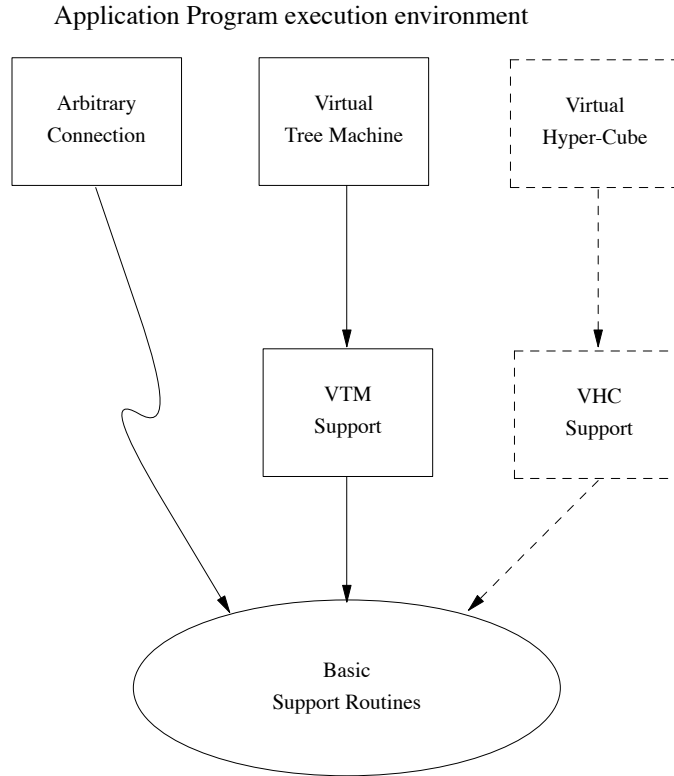 Application Program execution environment
Arbitrary
Connection
Virtual
Tree Machine
Virtual
Hyper-Cube
VTM
Support
VHC
Support
Basic
Support Routines